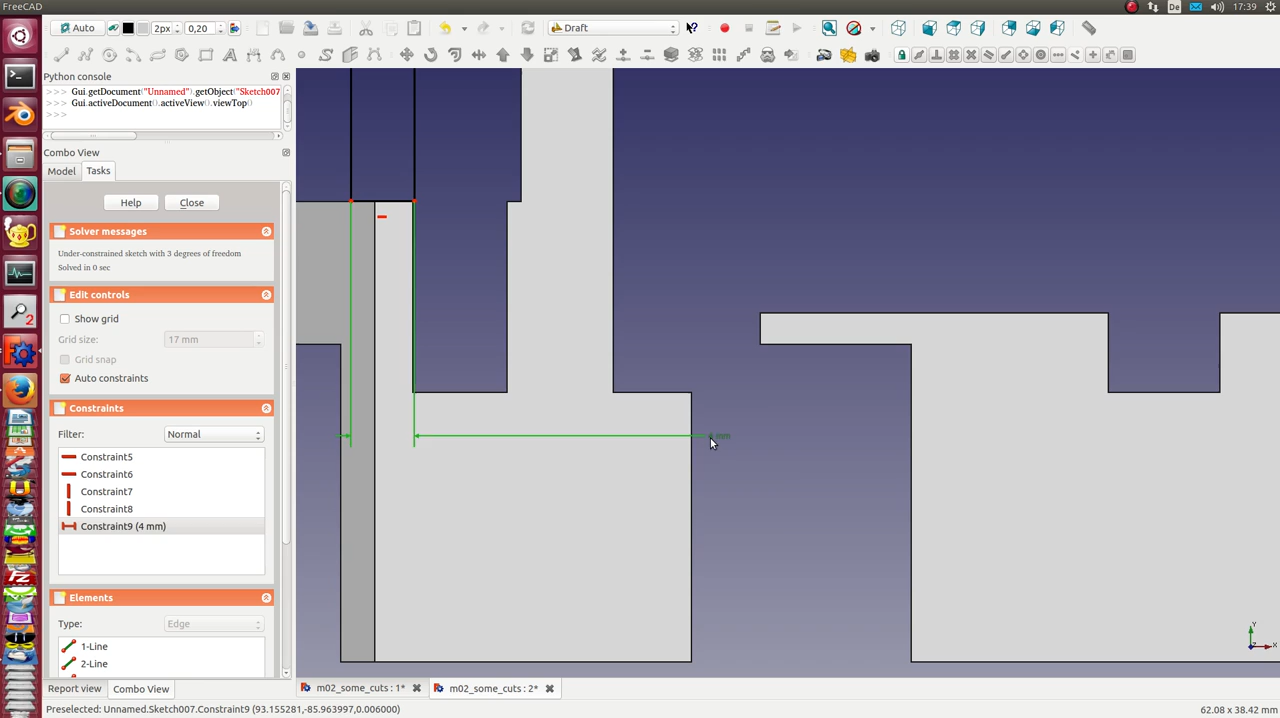 FreeCAD
De
17:39
Auto
2px
0,20
Draft
Python console
>>> Gui.getDocument("Unnamed").getObject("Sketch007
>>> Gui.activeDocument().activeView().viewTop()
>>>
Combo View
Model
Tasks
Help
Close
Solver messages
Under-constrained sketch with 3 degrees of freedom
Solved in 0 sec
Edit controls
Show grid
Grid size:
17 mm
Grid snap
Auto constraints
Constraints
Filter:
Normal
Constraint5
Constraint6
Constraint7
Constraint8
Constraint9 (4 mm)
Elements
Type:
Edge
1-Line
2-Line
Report view
Combo View
mm
Y
X
m02_some_cuts : 1*
m02_some_cuts : 2*
Preselected: Unnamed.Sketch007.Constraint9 (93.155281,-85.963997,0.006000)
62.08 x 38.42 mm